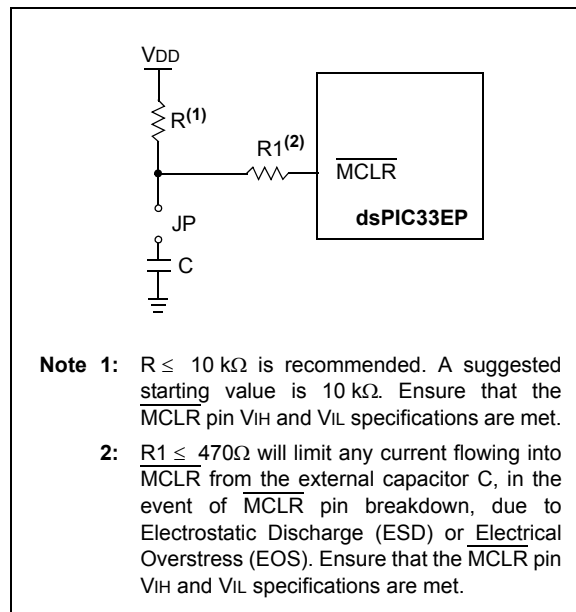 VDD
R(1)
R1(2)
MCLR
dsPIC33EP
JP
C
Note 1: R ≤ 10 kΩ is recommended. A suggested
starting value is 10 kΩ. Ensure that the
MCLR pin VIH and VIL specifications are met.
2: R1 ≤ 470Ω will limit any current flowing into
MCLR from the external capacitor C, in the
event of MCLR pin breakdown, due to
Electrostatic Discharge (ESD) or Electrical
Overstress (EOS). Ensure that the MCLR pin
VIH and VIL specifications are met.